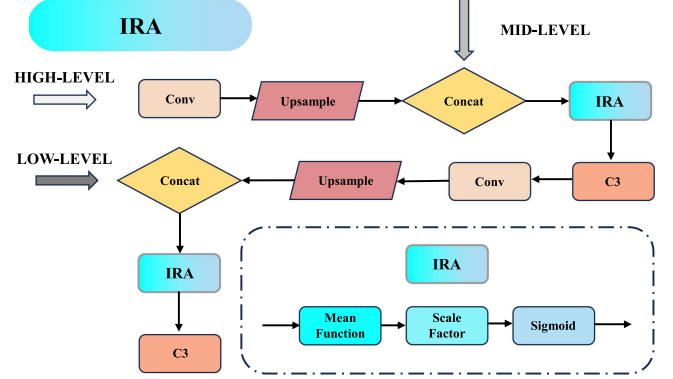 IRA
MID-LEVEL
HIGH-LEVEL
Conv
Upsample
Concat
IRA
LOW-LEVEL
Concat
Upsample
Conv
C3
IRA
IRA
Mean
Function
Scale
Factor
Sigmoid
C3